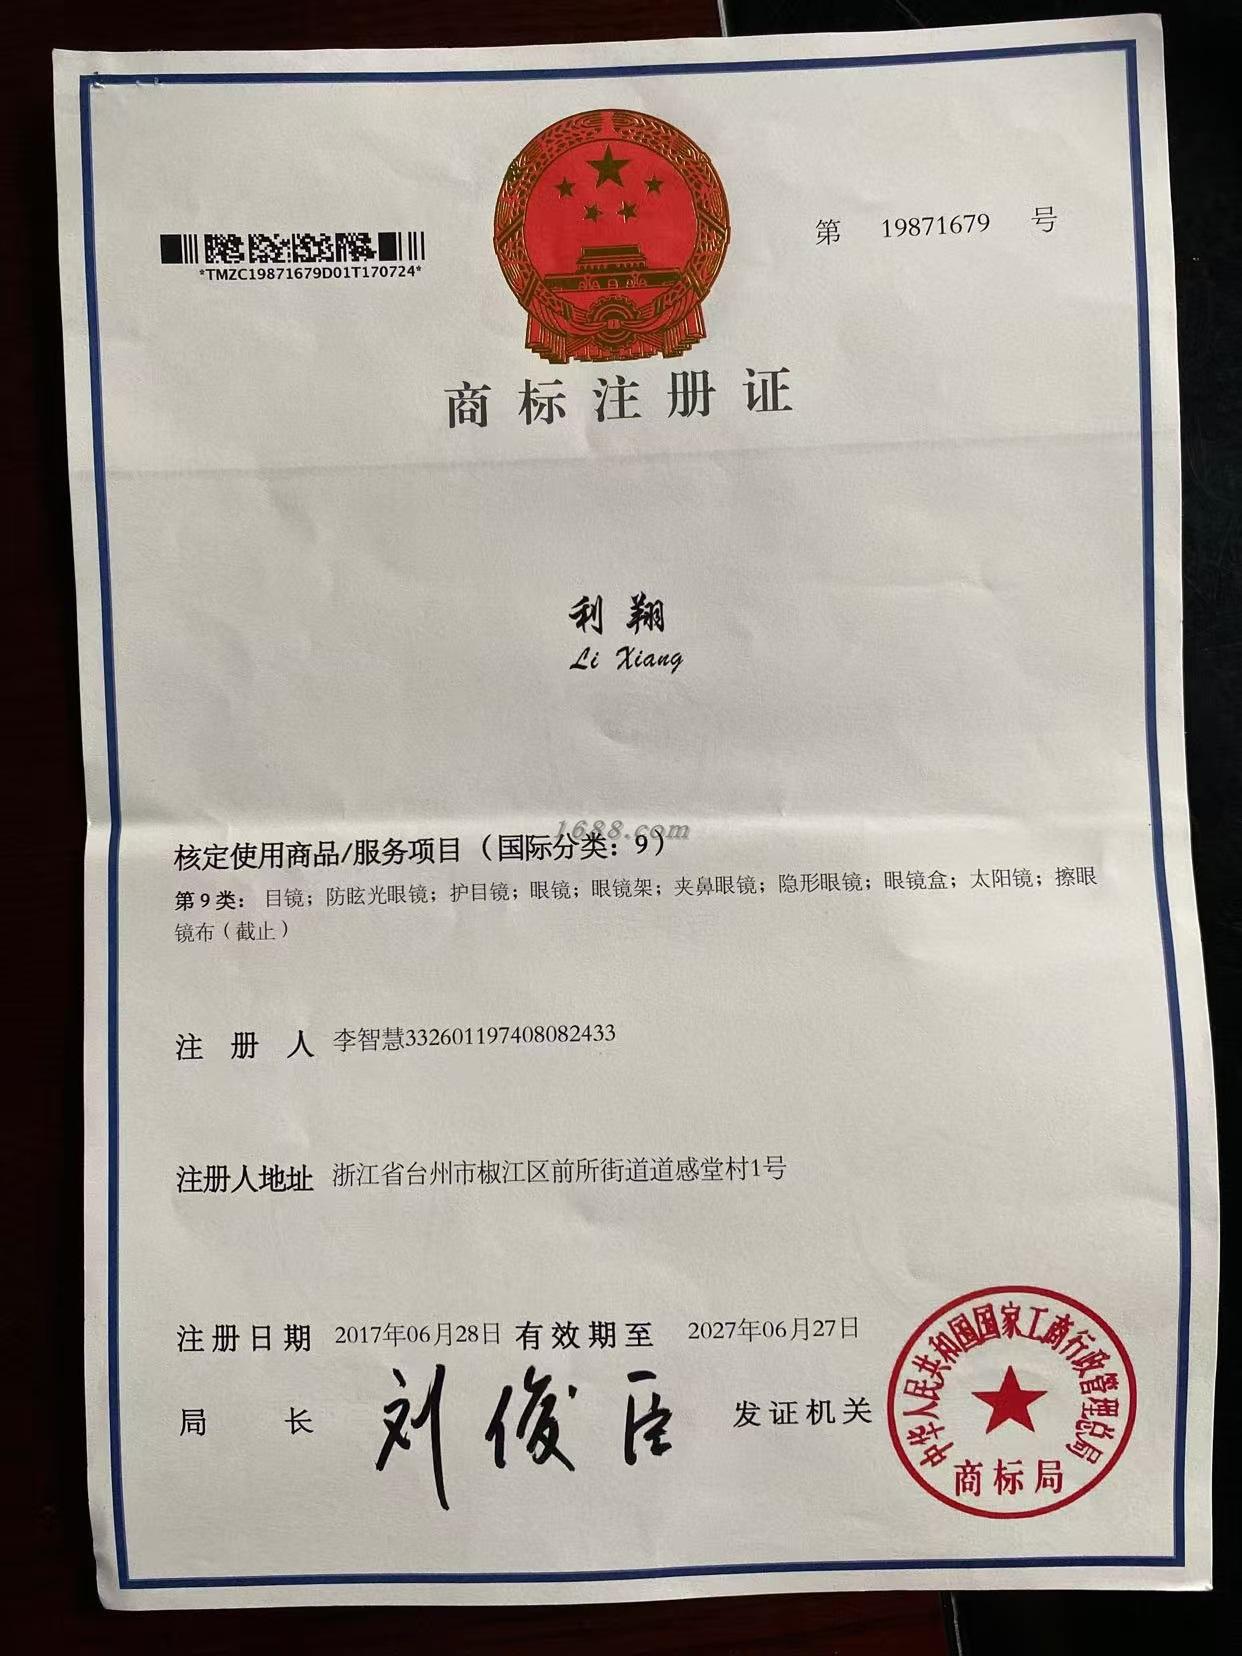 第 19871679 号
*TMZC19871679D01T170724*
商标注册证
利翔
Li Xiang
1688.com
核定使用商品/服务项目（国际分类：9）
第9类：目镜；防眩光眼镜；护目镜；眼镜；眼镜架；夹鼻眼镜；隐形眼镜；眼镜盒；太阳镜；擦眼
镜布（截止）
注册人 李智慧332601197408082433
注册人地址 浙江省台州市椒江区前所街道道感堂村1号
注册日期 2017年06月28日 有效期至 2027年06月27日
局长 刘俊臣 发证机关
中华人民共和国国家工商行政管理总局
商标局